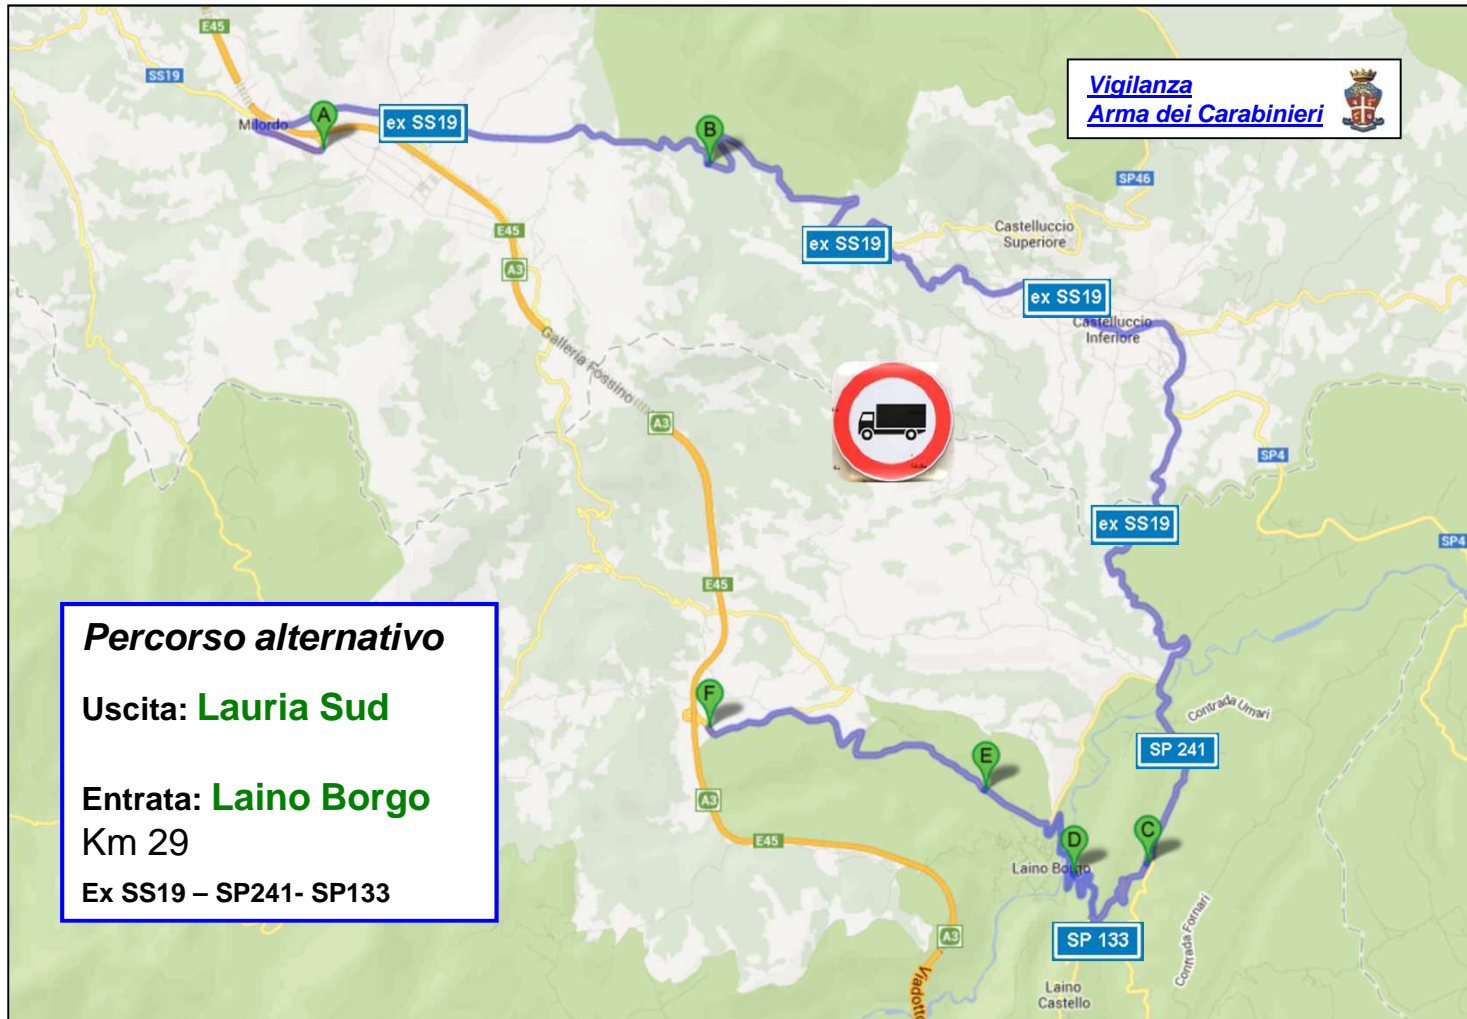 E45
SS19
Milordo
A
ex SS19
B
Vigilanza
Arma dei Carabinieri
SP46
Castelluccio
Superiore
E45
ex SS19
A3
ex SS19
Castelluccio
Inferiore
Galleria Fossino
A3
SP4
ex SS19
SP4
E45
Percorso alternativo
Uscita: Lauria Sud
Entrata: Laino Borgo
Km 29
Ex SS19 – SP241- SP133
F
Contrada Umari
SP 241
E
A3
E45
D
C
Laino Borgo
Contrada Fornari
A3
SP 133
Viadotto
Laino
Castello